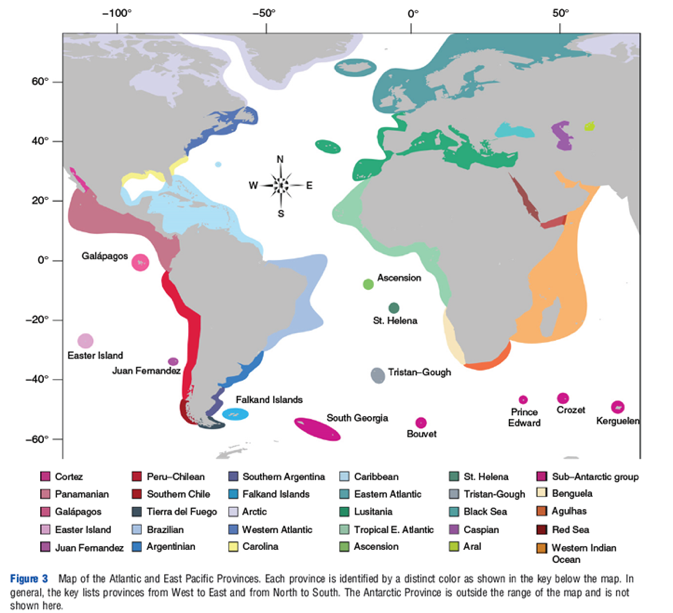 −100° −50° 0° 50°
60°
40°
20°
0°
−20°
−40°
−60°
N
W E
S
Galápagos
Ascension
St. Helena
Easter Island
Juan Fernandez
Tristan–Gough
Falkand Islands
South Georgia
Bouvet
Prince
Edward
Crozet
Kerguelen
Cortez
Panamanian
Galápagos
Easter Island
Juan Fernandez
Peru–Chilean
Southern Chile
Tierra del Fuego
Brazilian
Argentinian
Southern Argentina
Falkand Islands
Arctic
Western Atlantic
Carolina
Caribbean
Eastern Atlantic
Lusitania
Tropical E. Atlantic
Ascension
St. Helena
Tristan-Gough
Black Sea
Caspian
Aral
Sub–Antarctic group
Benguela
Agulhas
Red Sea
Western Indian
Ocean
Figure 3 Map of the Atlantic and East Pacific Provinces. Each province is identified by a distinct color as shown in the key below the map. In
general, the key lists provinces from West to East and from North to South. The Antarctic Province is outside the range of the map and is not
shown here.